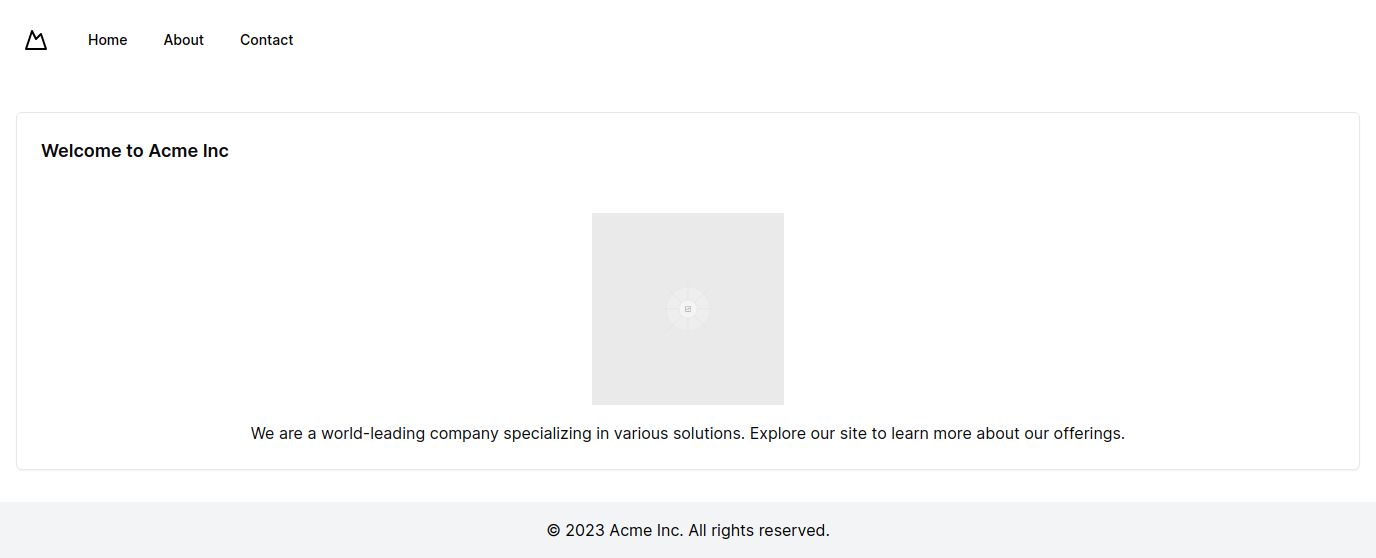 Home About Contact
Welcome to Acme Inc
We are a world-leading company specializing in various solutions. Explore our site to learn more about our offerings.
© 2023 Acme Inc. All rights reserved.